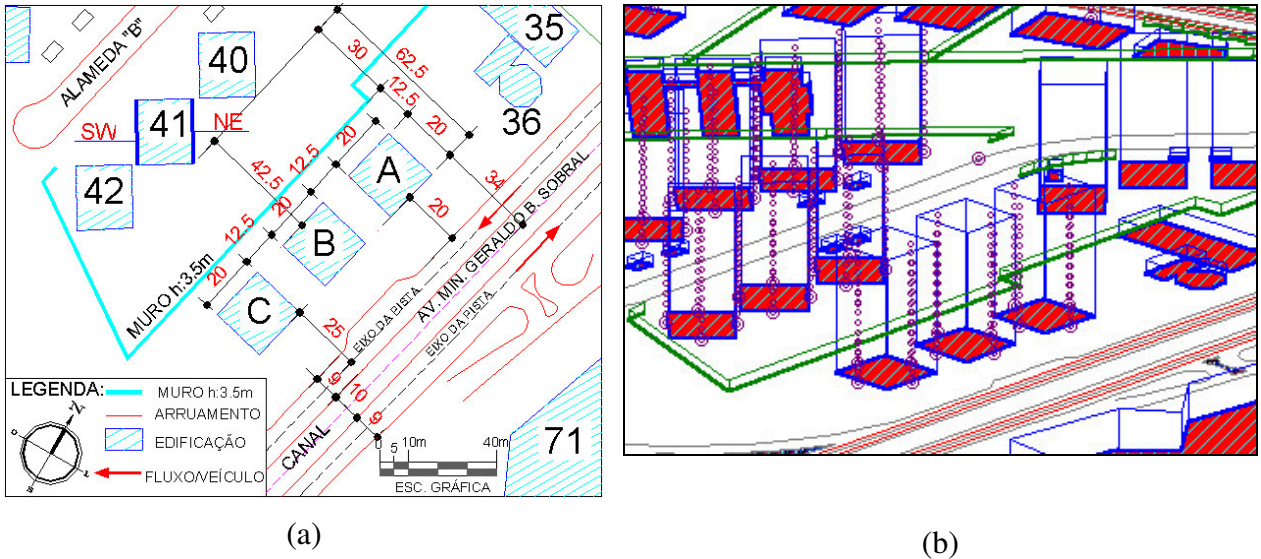 ALAMEDA "B"
40
SW
41
NE
42
35
36
30
62.5
12.5
20
20
12.5
42.5
20
12.5
20
34
20
A
B
C
MURO h:3.5m
AV. MIN. GERALDO B. SOBRAL
EIXO DA PISTA
EIXO DA PISTA
25
9
10
9
CANAL
71
LEGENDA:
MURO h:3.5m
ARRUAMENTO
EDIFICAÇÃO
FLUXO/VEÍCULO
0 5 10m 40m
ESC. GRÁFICA
(a)
(b)